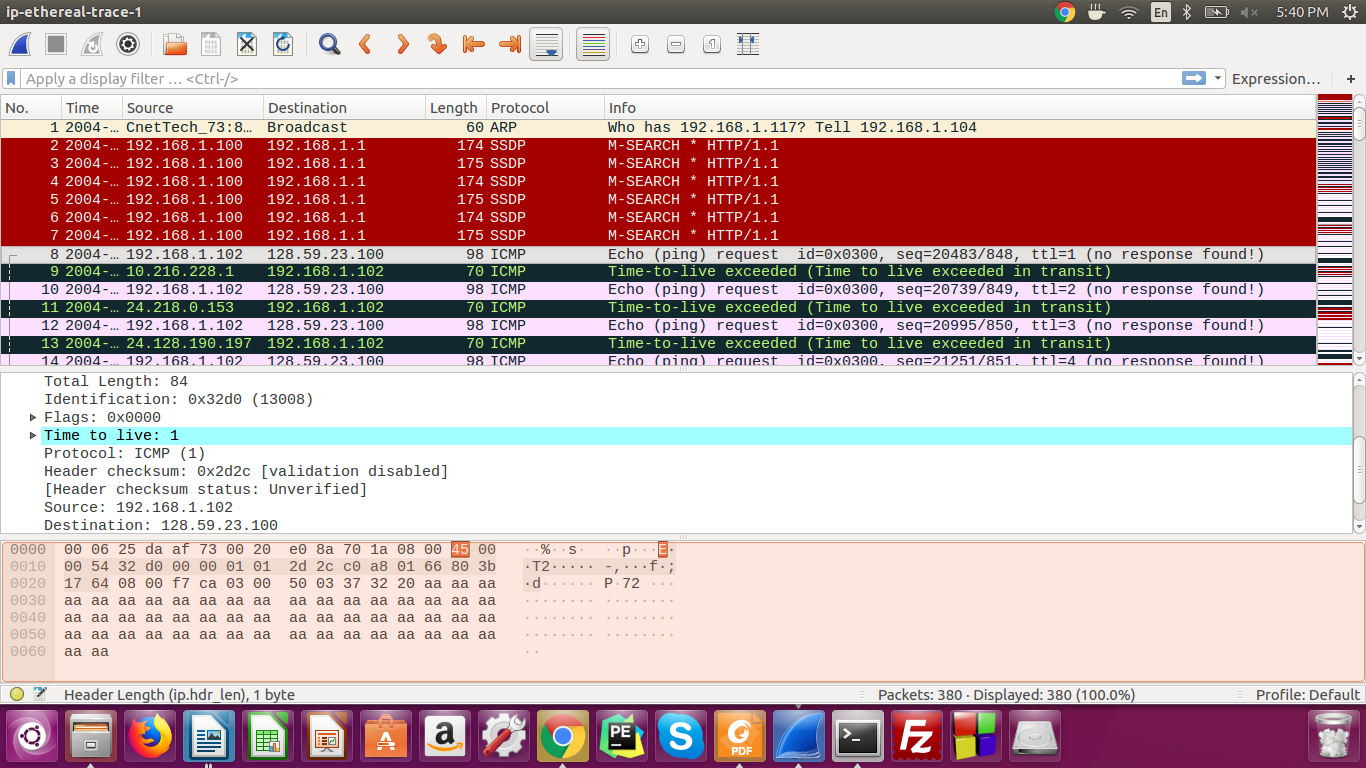 ip-ethereal-trace-1 En 5:40 PM
Apply a display filter … <Ctrl-/> Expression… +
No. Time Source Destination Length Protocol Info
1 2004-… CnetTech_73:8… Broadcast 60 ARP Who has 192.168.1.117? Tell 192.168.1.104
2 2004-… 192.168.1.100 192.168.1.1 174 SSDP M-SEARCH * HTTP/1.1
3 2004-… 192.168.1.100 192.168.1.1 175 SSDP M-SEARCH * HTTP/1.1
4 2004-… 192.168.1.100 192.168.1.1 174 SSDP M-SEARCH * HTTP/1.1
5 2004-… 192.168.1.100 192.168.1.1 175 SSDP M-SEARCH * HTTP/1.1
6 2004-… 192.168.1.100 192.168.1.1 174 SSDP M-SEARCH * HTTP/1.1
7 2004-… 192.168.1.100 192.168.1.1 175 SSDP M-SEARCH * HTTP/1.1
8 2004-… 192.168.1.102 128.59.23.100 98 ICMP Echo (ping) request id=0x0300, seq=20483/848, ttl=1 (no response found!)
9 2004-… 10.216.228.1 192.168.1.102 70 ICMP Time-to-live exceeded (Time to live exceeded in transit)
10 2004-… 192.168.1.102 128.59.23.100 98 ICMP Echo (ping) request id=0x0300, seq=20739/849, ttl=2 (no response found!)
11 2004-… 24.218.0.153 192.168.1.102 70 ICMP Time-to-live exceeded (Time to live exceeded in transit)
12 2004-… 192.168.1.102 128.59.23.100 98 ICMP Echo (ping) request id=0x0300, seq=20995/850, ttl=3 (no response found!)
13 2004-… 24.128.190.197 192.168.1.102 70 ICMP Time-to-live exceeded (Time to live exceeded in transit)
14 2004-… 192.168.1.102 128.59.23.100 98 ICMP Echo (ping) request id=0x0300, seq=21251/851, ttl=4 (no response found!)
Total Length: 84
Identification: 0x32d0 (13008)
Flags: 0x0000
Time to live: 1
Protocol: ICMP (1)
Header checksum: 0x2d2c [validation disabled]
[Header checksum status: Unverified]
Source: 192.168.1.102
Destination: 128.59.23.100
0000 00 06 25 da af 73 00 20 e0 8a 70 1a 08 00 45 00 ··%··s· ··p···E·
0010 00 54 32 d0 00 00 01 01 2d 2c c0 a8 01 66 80 3b ·T2····· -,···f·;
0020 17 64 08 00 f7 ca 03 00 50 03 37 32 20 aa aa aa ·d······ P·72 ···
0030 aa aa aa aa aa aa aa aa aa aa aa aa aa aa aa aa ········ ········
0040 aa aa aa aa aa aa aa aa aa aa aa aa aa aa aa aa ········ ········
0050 aa aa aa aa aa aa aa aa aa aa aa aa aa aa aa aa ········ ········
0060 aa aa ··
Header Length (ip.hdr_len), 1 byte Packets: 380 · Displayed: 380 (100.0%) Profile: Default
A a PE S PDF >_ Fz